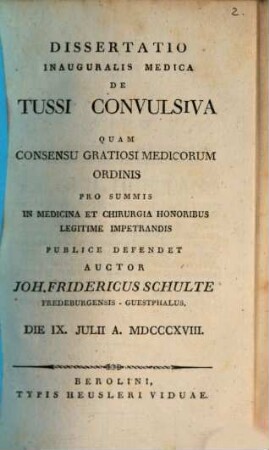 2.
DISSERTATIO
INAUGURALIS MEDICA
DE
TUSSI CONVULSIVA
QUAM
CONSENSU GRATIOSI MEDICORUM
ORDINIS
PRO SUMMIS
IN MEDICINA ET CHIRURGIA HONORIBUS
LEGITIME IMPETRANDIS
PUBLICE DEFENDET
AUCTOR
JOH. FRIDERICUS SCHULTE
FREDEBURGENSIS - GUESTPHALUS,
DIE IX. JULII A. MDCCCXVIII.
BEROLINI,
TYPIS HEUSLERI VIDUAE.